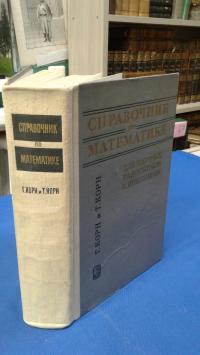 СПРАВОЧНИК
ПО
МАТЕМАТИКЕ
Г. КОРН и Т. КОРН
СПРАВОЧНИК
ПО
МАТЕМАТИКЕ
ДЛЯ НАУЧНЫХ
РАБОТНИКОВ
И ИНЖЕНЕРОВ
Г. КОРН и Т. КОРН